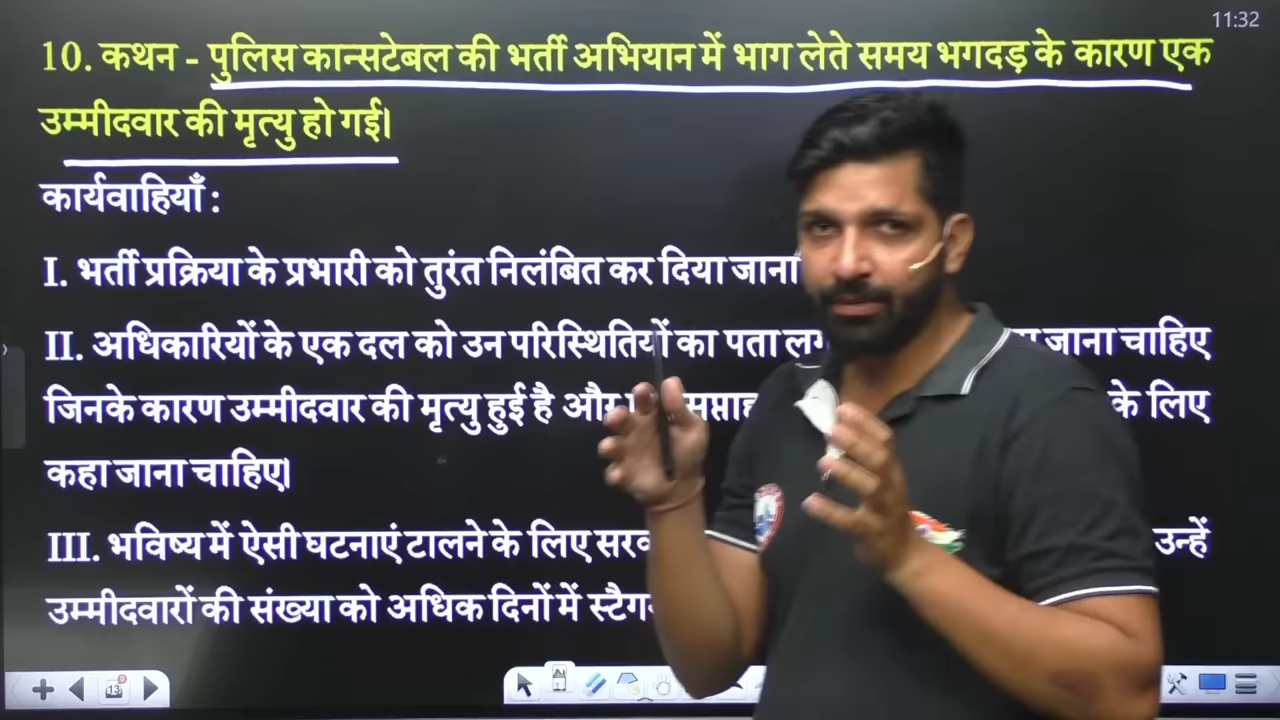 11:32
10. कथन - पुलिस कान्सटेबल की भर्ती अभियान में भाग लेते समय भगदड़ के कारण एक
उम्मीदवार की मृत्यु हो गई।
कार्यवाहियाँ :
I. भर्ती प्रक्रिया के प्रभारी को तुरंत निलंबित कर दिया जाना
II. अधिकारियों के एक दल को उन परिस्थितियों का पता जाना चाहिए
जिनके कारण उम्मीदवार की मृत्यु हुई है और के लिए
कहा जाना चाहिए।
III. भविष्य में ऐसी घटनाएं टालने के लिए उन्हें
उम्मीदवारों की संख्या को अधिक दिनों में
13